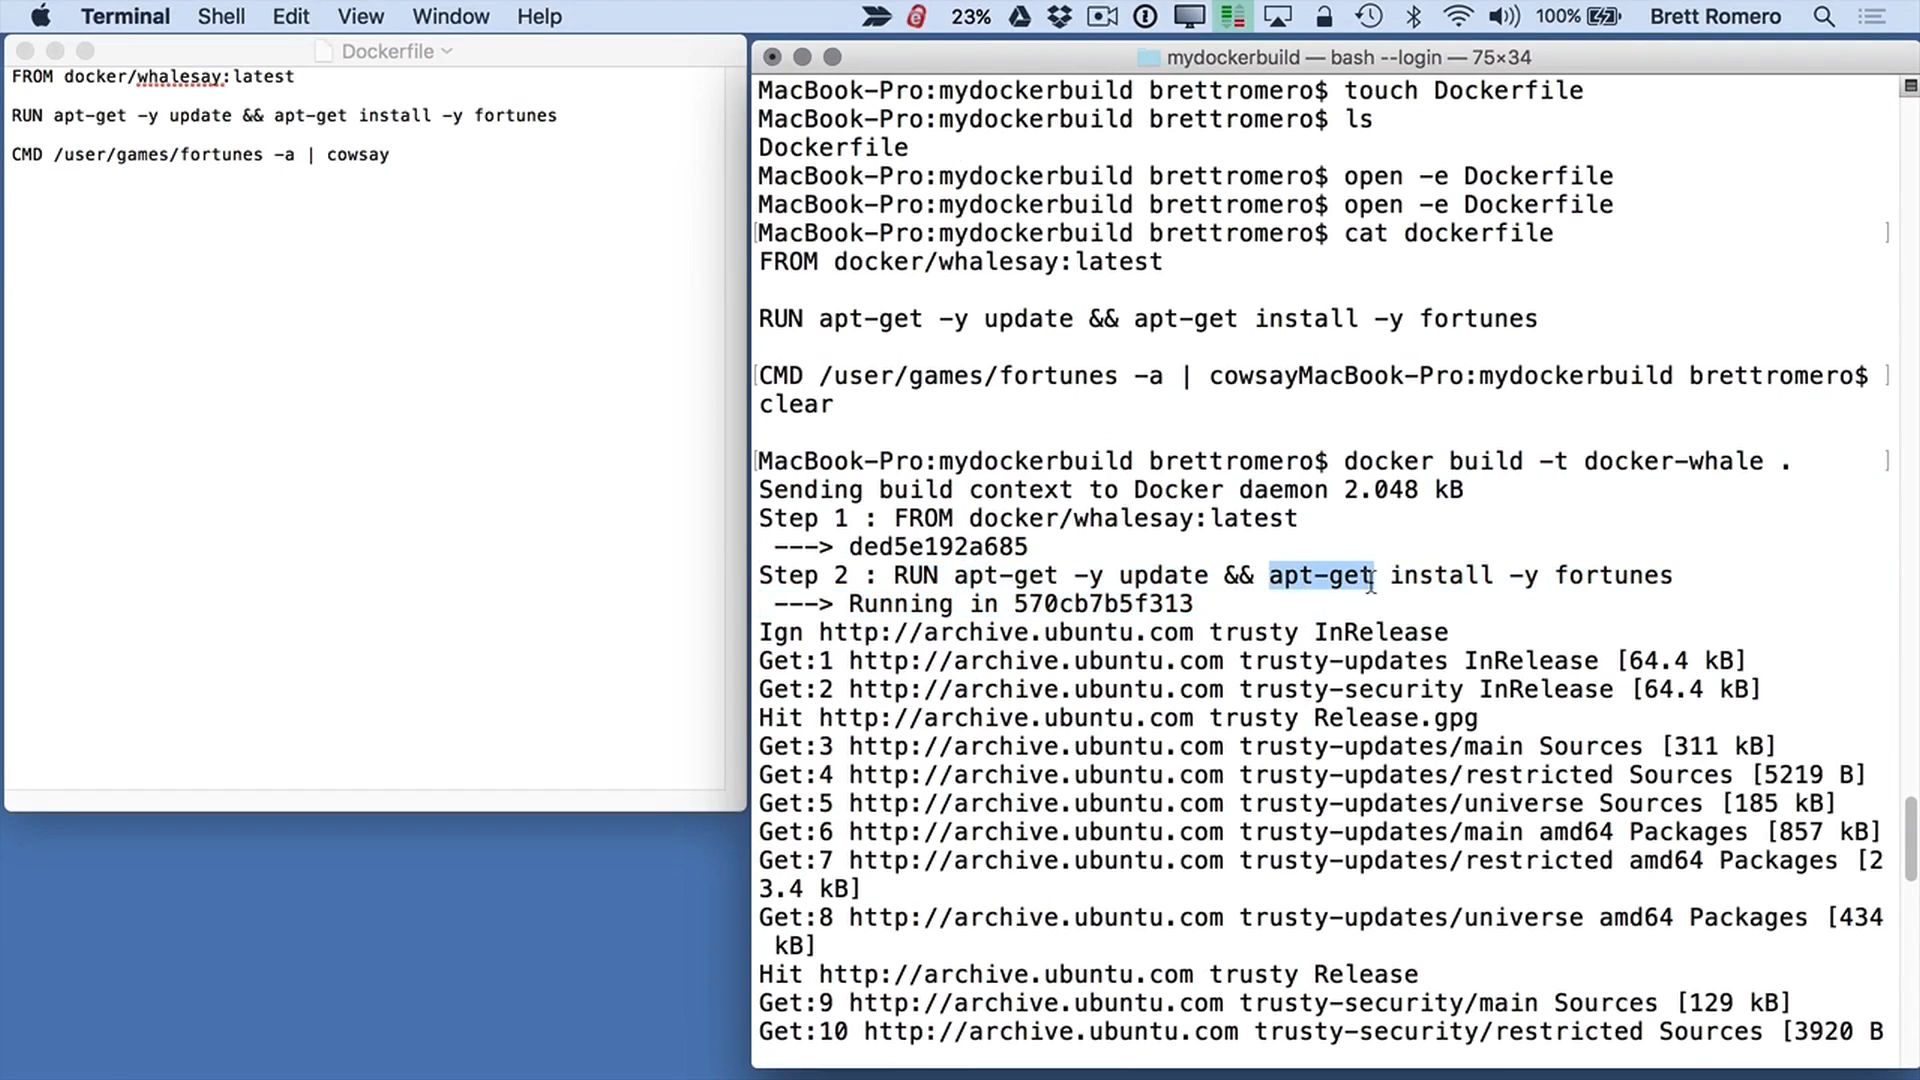 Terminal Shell Edit View Window Help 23% 100% Brett Romero
Dockerfile
FROM docker/whalesay:latest
RUN apt-get -y update && apt-get install -y fortunes
CMD /user/games/fortunes -a | cowsay
mydockerbuild — bash --login — 75×34
MacBook-Pro:mydockerbuild brettromero$ touch Dockerfile
MacBook-Pro:mydockerbuild brettromero$ ls
Dockerfile
MacBook-Pro:mydockerbuild brettromero$ open -e Dockerfile
MacBook-Pro:mydockerbuild brettromero$ open -e Dockerfile
[MacBook-Pro:mydockerbuild brettromero$ cat dockerfile ]
FROM docker/whalesay:latest
RUN apt-get -y update && apt-get install -y fortunes
[CMD /user/games/fortunes -a | cowsayMacBook-Pro:mydockerbuild brettromero$ ]
clear
[MacBook-Pro:mydockerbuild brettromero$ docker build -t docker-whale . ]
Sending build context to Docker daemon 2.048 kB
Step 1 : FROM docker/whalesay:latest
---> ded5e192a685
Step 2 : RUN apt-get -y update && apt-get install -y fortunes
---> Running in 570cb7b5f313
Ign http://archive.ubuntu.com trusty InRelease
Get:1 http://archive.ubuntu.com trusty-updates InRelease [64.4 kB]
Get:2 http://archive.ubuntu.com trusty-security InRelease [64.4 kB]
Hit http://archive.ubuntu.com trusty Release.gpg
Get:3 http://archive.ubuntu.com trusty-updates/main Sources [311 kB]
Get:4 http://archive.ubuntu.com trusty-updates/restricted Sources [5219 B]
Get:5 http://archive.ubuntu.com trusty-updates/universe Sources [185 kB]
Get:6 http://archive.ubuntu.com trusty-updates/main amd64 Packages [857 kB]
Get:7 http://archive.ubuntu.com trusty-updates/restricted amd64 Packages [2
3.4 kB]
Get:8 http://archive.ubuntu.com trusty-updates/universe amd64 Packages [434
kB]
Hit http://archive.ubuntu.com trusty Release
Get:9 http://archive.ubuntu.com trusty-security/main Sources [129 kB]
Get:10 http://archive.ubuntu.com trusty-security/restricted Sources [3920 B